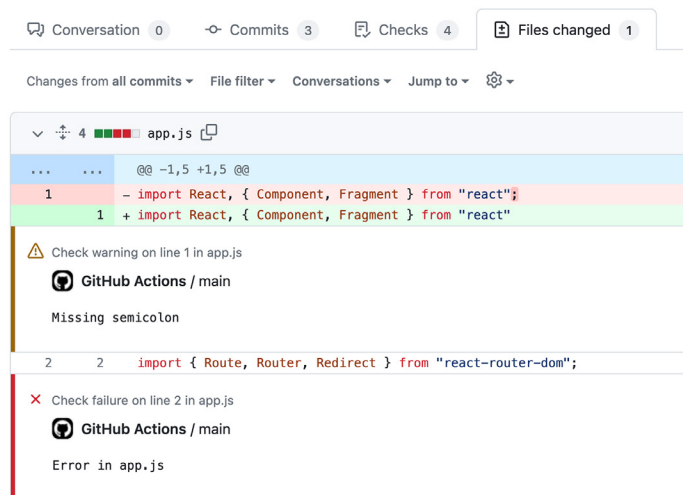 Conversation 0 Commits 3 Checks 4 Files changed 1
Changes from all commits File filter Conversations Jump to
4 app.js
... ... @@ -1,5 +1,5 @@
1 - import React, { Component, Fragment } from "react";
1 + import React, { Component, Fragment } from "react"
Check warning on line 1 in app.js
GitHub Actions / main
Missing semicolon
2 2 import { Route, Router, Redirect } from "react-router-dom";
Check failure on line 2 in app.js
GitHub Actions / main
Error in app.js